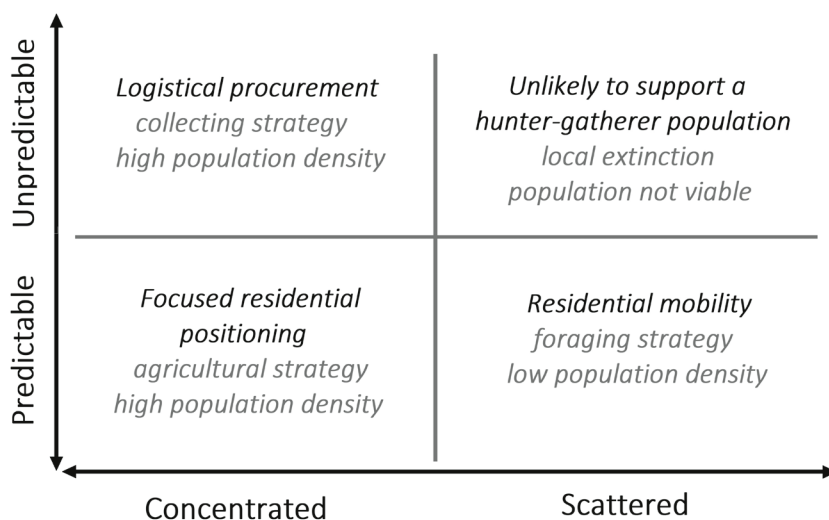 Unpredictable
Predictable
Logistical procurement
collecting strategy
high population density
Unlikely to support a
hunter-gatherer population
local extinction
population not viable
Focused residential
positioning
agricultural strategy
high population density
Residential mobility
foraging strategy
low population density
Concentrated
Scattered